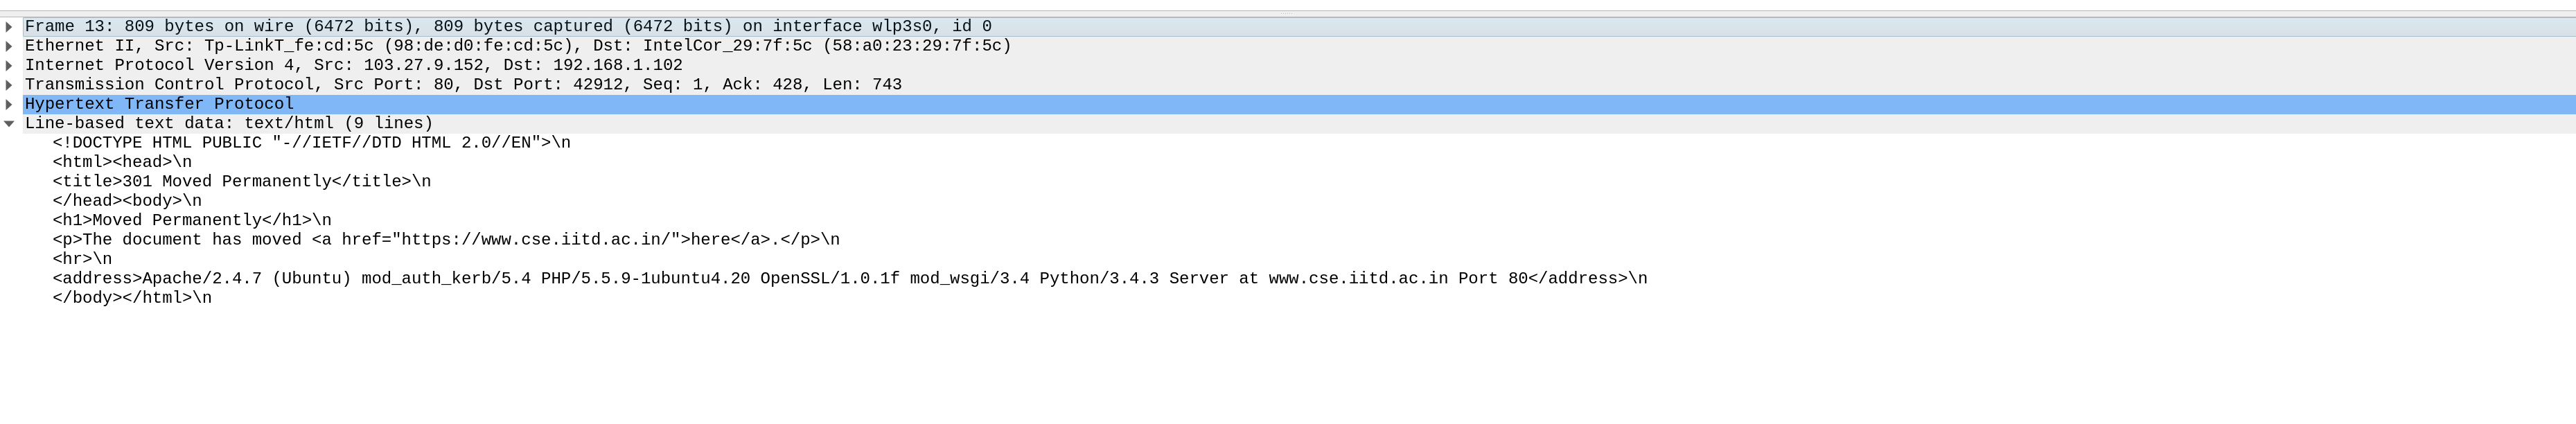 Frame 13: 809 bytes on wire (6472 bits), 809 bytes captured (6472 bits) on interface wlp3s0, id 0
Ethernet II, Src: Tp-LinkT_fe:cd:5c (98:de:d0:fe:cd:5c), Dst: IntelCor_29:7f:5c (58:a0:23:29:7f:5c)
Internet Protocol Version 4, Src: 103.27.9.152, Dst: 192.168.1.102
Transmission Control Protocol, Src Port: 80, Dst Port: 42912, Seq: 1, Ack: 428, Len: 743
Hypertext Transfer Protocol
Line-based text data: text/html (9 lines)
<!DOCTYPE HTML PUBLIC "-//IETF//DTD HTML 2.0//EN">\n
<html><head>\n
<title>301 Moved Permanently</title>\n
</head><body>\n
<h1>Moved Permanently</h1>\n
<p>The document has moved <a href="https://www.cse.iitd.ac.in/">here</a>.</p>\n
<hr>\n
<address>Apache/2.4.7 (Ubuntu) mod_auth_kerb/5.4 PHP/5.5.9-1ubuntu4.20 OpenSSL/1.0.1f mod_wsgi/3.4 Python/3.4.3 Server at www.cse.iitd.ac.in Port 80</address>\n
</body></html>\n